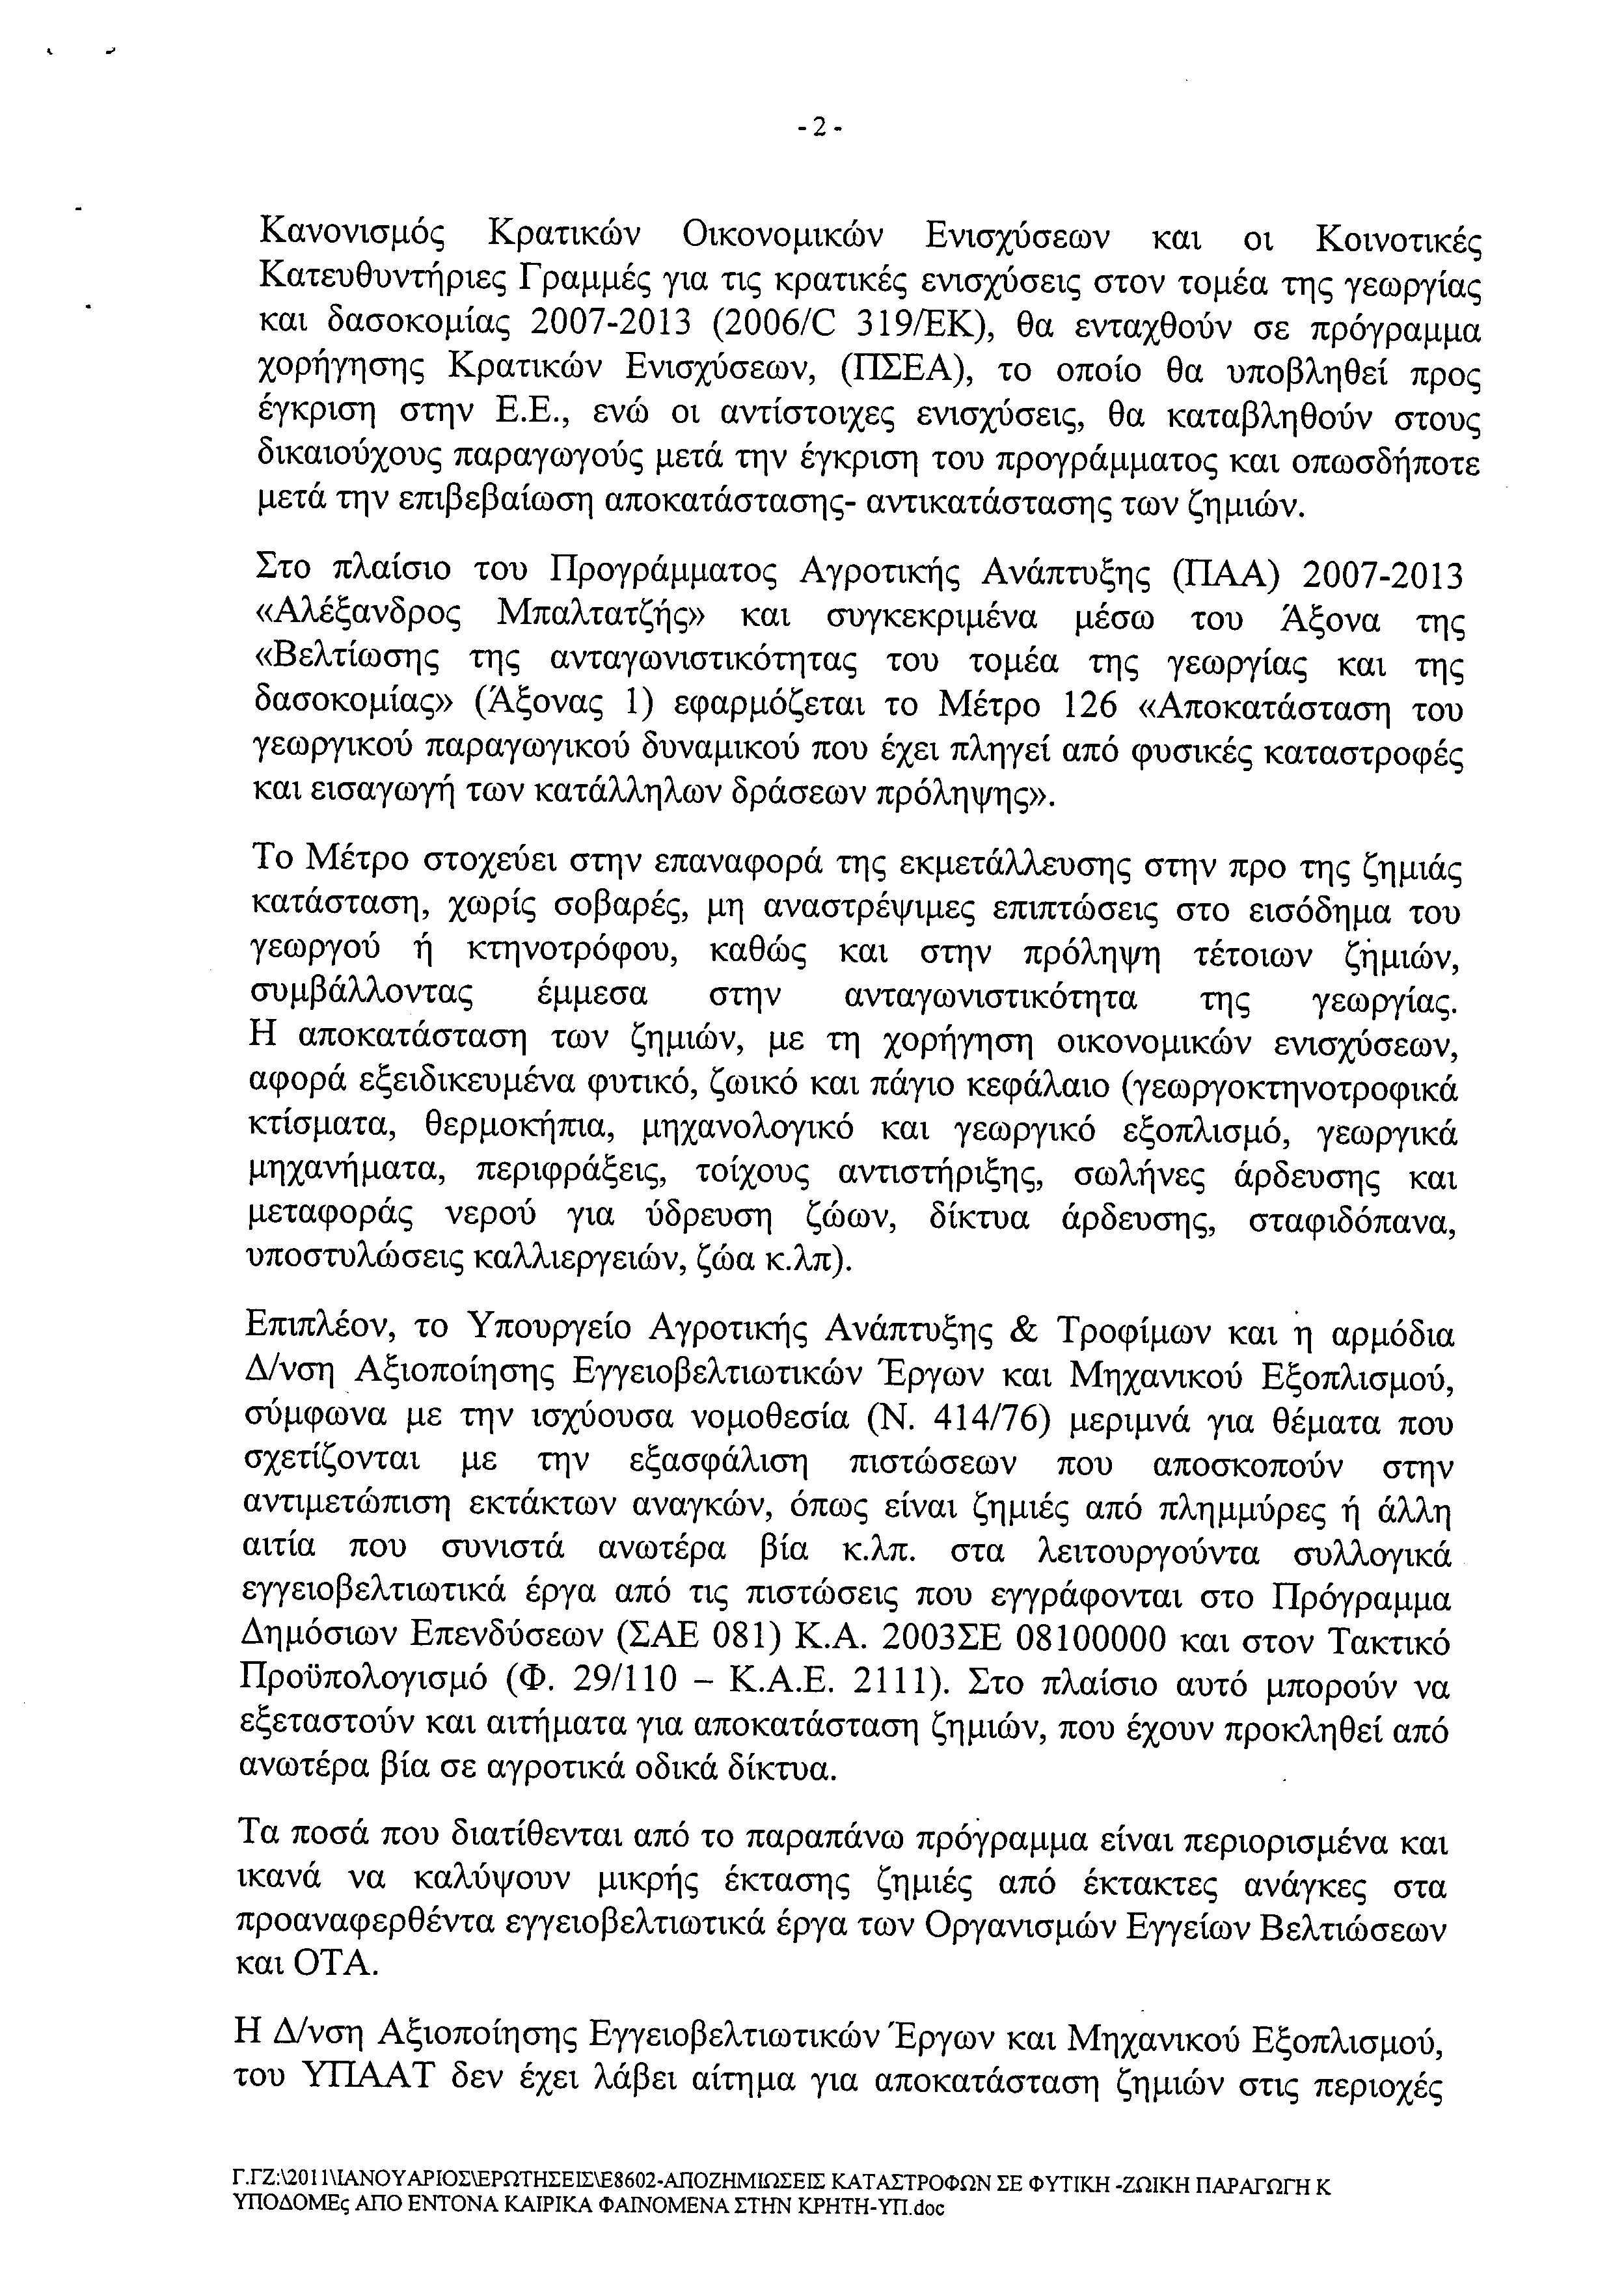 - 2 -
Κανονισμός Κρατικών Οικονομικών Ενισχύσεων και οι Κοινοτικές
Κατευθυντήριες Γραμμές για τις κρατικές ενισχύσεις στον τομέα της γεωργίας
και δασοκομίας 2007-2013 (2006/C 319/ΕΚ), θα ενταχθούν σε πρόγραμμα
χορήγησης Κρατικών Ενισχύσεων, (ΠΣΕΑ), το οποίο θα υποβληθεί προς
έγκριση στην Ε.Ε., ενώ οι αντίστοιχες ενισχύσεις, θα καταβληθούν στους
δικαιούχους παραγωγούς μετά την έγκριση του προγράμματος και οπωσδήποτε
μετά την επιβεβαίωση αποκατάστασης- αντικατάστασης των ζημιών.
Στο πλαίσιο του Προγράμματος Αγροτικής Ανάπτυξης (ΠΑΑ) 2007-2013
«Αλέξανδρος Μπαλτατζής» και συγκεκριμένα μέσω του Άξονα της
«Βελτίωσης της ανταγωνιστικότητας του τομέα της γεωργίας και της
δασοκομίας» (Άξονας 1) εφαρμόζεται το Μέτρο 126 «Αποκατάσταση του
γεωργικού παραγωγικού δυναμικού που έχει πληγεί από φυσικές καταστροφές
και εισαγωγή των κατάλληλων δράσεων πρόληψης».
Το Μέτρο στοχεύει στην επαναφορά της εκμετάλλευσης στην προ της ζημιάς
κατάσταση, χωρίς σοβαρές, μη αναστρέψιμες επιπτώσεις στο εισόδημα του
γεωργού ή κτηνοτρόφου, καθώς και στην πρόληψη τέτοιων ζημιών,
συμβάλλοντας έμμεσα στην ανταγωνιστικότητα της γεωργίας.
Η αποκατάσταση των ζημιών, με τη χορήγηση οικονομικών ενισχύσεων,
αφορά εξειδικευμένα φυτικό, ζωικό και πάγιο κεφάλαιο (γεωργοκτηνοτροφικά
κτίσματα, θερμοκήπια, μηχανολογικό και γεωργικό εξοπλισμό, γεωργικά
μηχανήματα, περιφράξεις, τοίχους αντιστήριξης, σωλήνες άρδευσης και
μεταφοράς νερού για ύδρευση ζώων, δίκτυα άρδευσης, σταφιδόπανα,
υποστυλώσεις καλλιεργειών, ζώα κ.λπ).
Επιπλέον, το Υπουργείο Αγροτικής Ανάπτυξης & Τροφίμων και η αρμόδια
Δ/νση Αξιοποίησης Εγγειοβελτιωτικών Έργων και Μηχανικού Εξοπλισμού,
σύμφωνα με την ισχύουσα νομοθεσία (Ν. 414/76) μεριμνά για θέματα που
σχετίζονται με την εξασφάλιση πιστώσεων που αποσκοπούν στην
αντιμετώπιση εκτάκτων αναγκών, όπως είναι ζημιές από πλημμύρες ή άλλη
αιτία που συνιστά ανωτέρα βία κ.λπ. στα λειτουργούντα συλλογικά
εγγειοβελτιωτικά έργα από τις πιστώσεις που εγγράφονται στο Πρόγραμμα
Δημόσιων Επενδύσεων (ΣΑΕ 081) Κ.Α. 2003ΣΕ 08100000 και στον Τακτικό
Προϋπολογισμό (Φ. 29/110 – Κ.Α.Ε. 2111). Στο πλαίσιο αυτό μπορούν να
εξεταστούν και αιτήματα για αποκατάσταση ζημιών, που έχουν προκληθεί από
ανωτέρα βία σε αγροτικά οδικά δίκτυα.
Τα ποσά που διατίθενται από το παραπάνω πρόγραμμα είναι περιορισμένα και
ικανά να καλύψουν μικρής έκτασης ζημιές από έκτακτες ανάγκες στα
προαναφερθέντα εγγειοβελτιωτικά έργα των Οργανισμών Εγγείων Βελτιώσεων
και ΟΤΑ.
Η Δ/νση Αξιοποίησης Εγγειοβελτιωτικών Έργων και Μηχανικού Εξοπλισμού,
του ΥΠΑΑΤ δεν έχει λάβει αίτημα για αποκατάσταση ζημιών στις περιοχές
Γ.ΓΖ:\2011\ΙΑΝΟΥΑΡΙΟΣ\ΕΡΩΤΗΣΕΙΣ\Ε8602-ΑΠΟΖΗΜΙΩΣΕΙΣ ΚΑΤΑΣΤΡΟΦΩΝ ΣΕ ΦΥΤΙΚΗ -ΖΩΙΚΗ ΠΑΡΑΓΩΓΗ Κ
ΥΠΟΔΟΜΕς ΑΠΟ ΕΝΤΟΝΑ ΚΑΙΡΙΚΑ ΦΑΙΝΟΜΕΝΑ ΣΤΗΝ ΚΡΗΤΗ-ΥΠ.doc